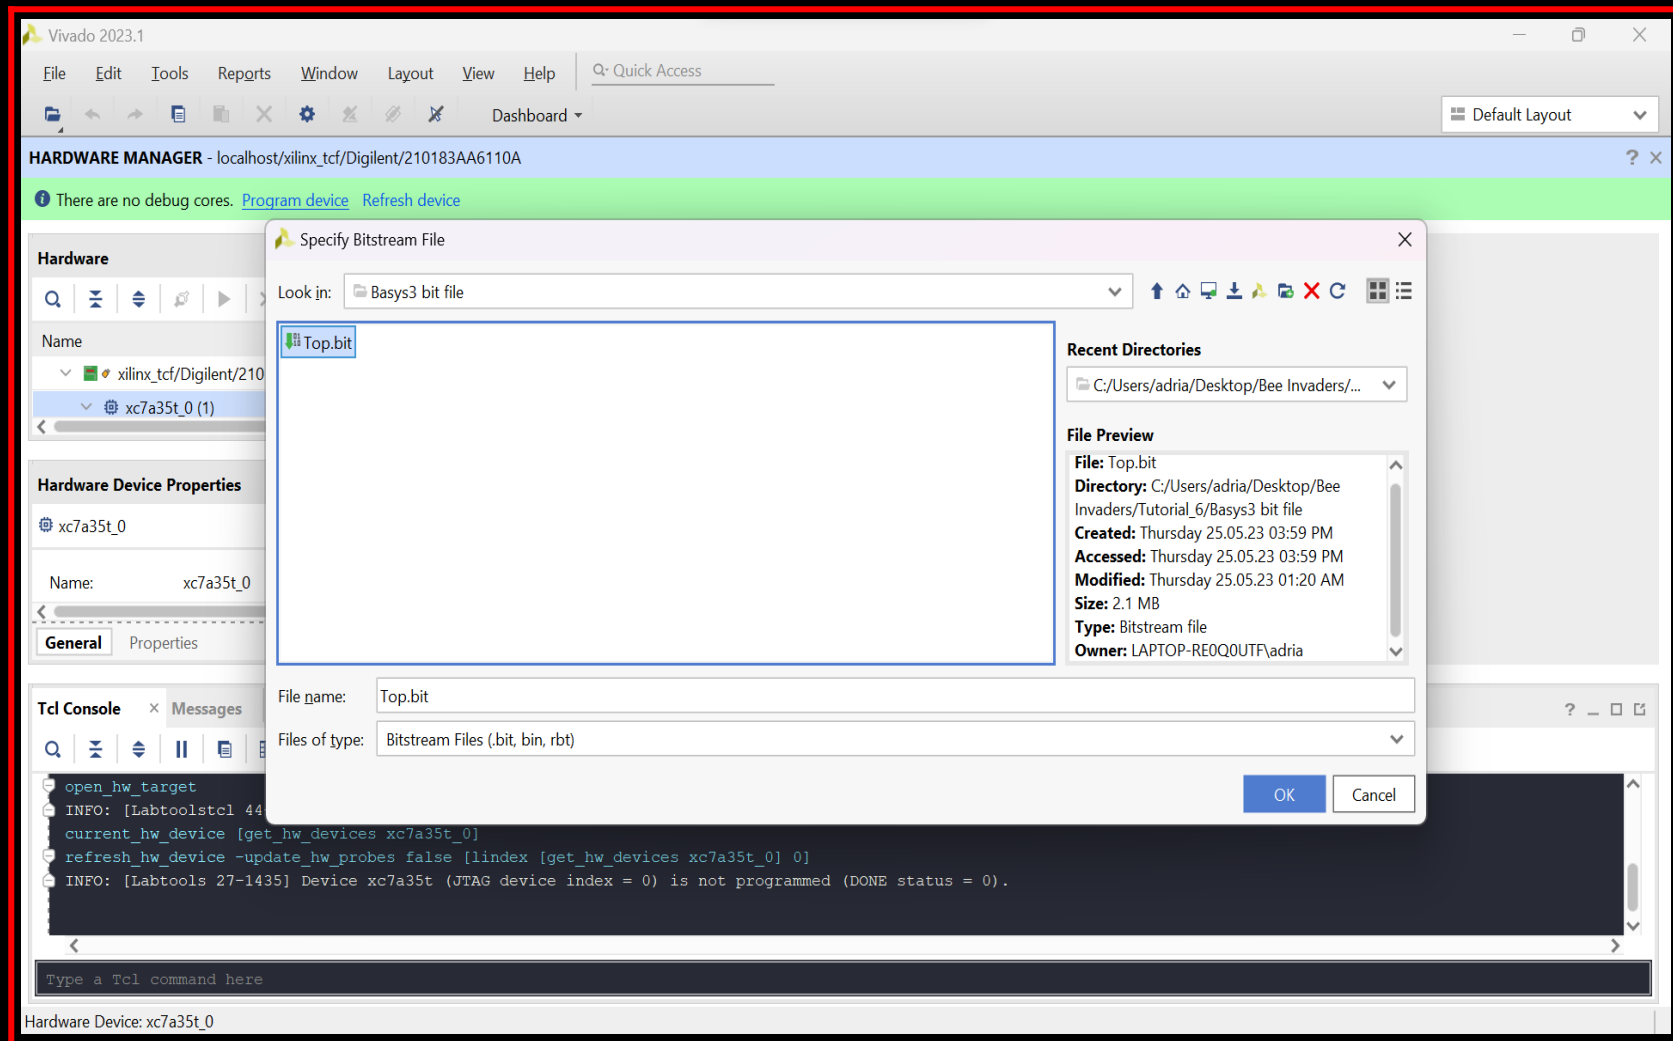 Vivado 2023.1
File Edit Tools Reports Window Layout View Help Quick Access
Dashboard Default Layout
HARDWARE MANAGER - localhost/xilinx_tcf/Digilent/210183AA6110A
There are no debug cores. Program device Refresh device
Specify Bitstream File
Hardware
Look in: Basys3 bit file
Top.bit
Name
Recent Directories
xilinx_tcf/Digilent/210
C:/Users/adria/Desktop/Bee Invaders/...
xc7a35t_0 (1)
File Preview
File: Top.bit
Directory: C:/Users/adria/Desktop/Bee
Invaders/Tutorial_6/Basys3 bit file
Created: Thursday 25.05.23 03:59 PM
Accessed: Thursday 25.05.23 03:59 PM
Modified: Thursday 25.05.23 01:20 AM
Size: 2.1 MB
Type: Bitstream file
Owner: LAPTOP-RE0Q0UTF\adria
Hardware Device Properties
xc7a35t_0
Name: xc7a35t_0
General Properties
File name: Top.bit
Files of type: Bitstream Files (.bit, bin, rbt)
OK Cancel
Tcl Console Messages
open_hw_target
INFO: [Labtoolstcl 44
current_hw_device [get_hw_devices xc7a35t_0]
refresh_hw_device -update_hw_probes false [lindex [get_hw_devices xc7a35t_0] 0]
INFO: [Labtools 27-1435] Device xc7a35t (JTAG device index = 0) is not programmed (DONE status = 0).
Type a Tcl command here
Hardware Device: xc7a35t_0